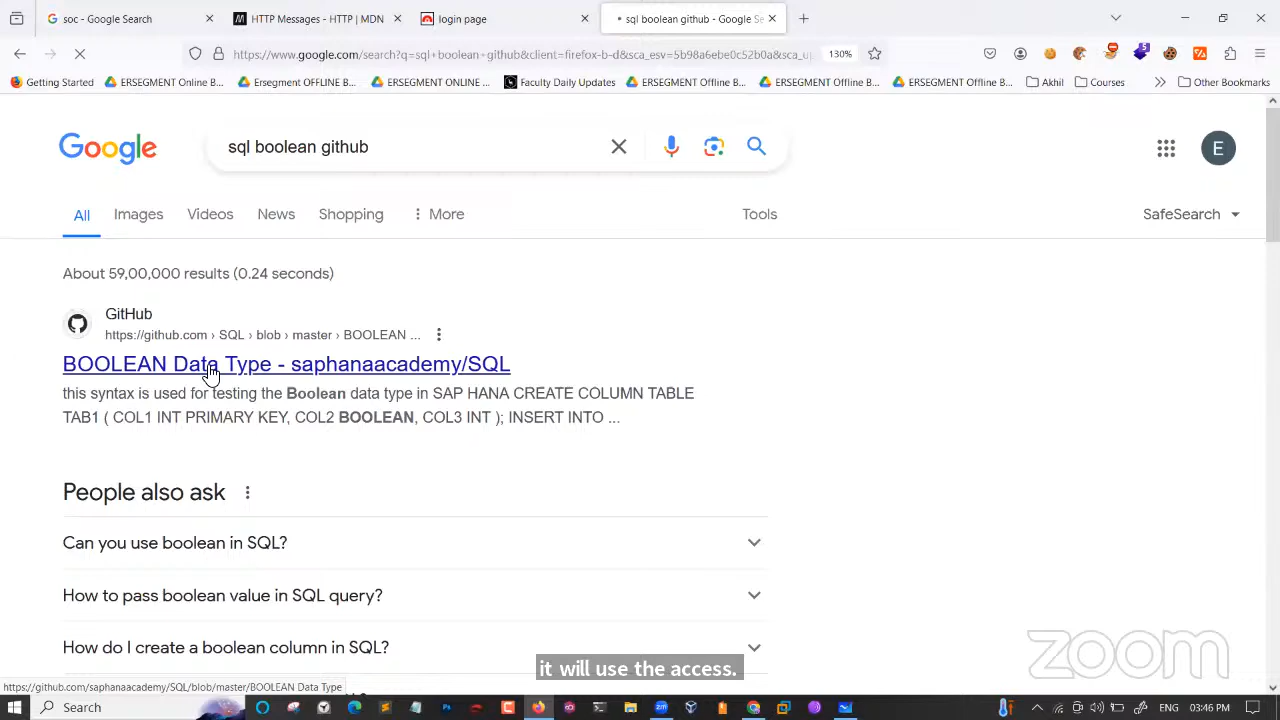 soc - Google Search
HTTP Messages - HTTP | MDN
login page
sql boolean github - Google Se
https://www.google.com/search?q=sql+boolean+github&client=firefox-b-d&sca_esv=5b98a6ebe0c52b0a&sca_up
130%
5
Getting Started
ERSEGMENT Online B...
Ersegment OFFLINE B...
ERSEGMENT ONLINE ...
Faculty Daily Updates
ERSEGMENT Offline B...
ERSEGMENT Offline B...
ERSEGMENT Offline B...
Akhil
Courses
Other Bookmarks
Google
sql boolean github
E
All
Images
Videos
News
Shopping
More
Tools
SafeSearch
About 59,00,000 results (0.24 seconds)
GitHub
https://github.com › SQL › blob › master › BOOLEAN ...
BOOLEAN Data Type - saphanaacademy/SQL
this syntax is used for testing the Boolean data type in SAP HANA CREATE COLUMN TABLE
TAB1 ( COL1 INT PRIMARY KEY, COL2 BOOLEAN, COL3 INT ); INSERT INTO ...
People also ask
Can you use boolean in SQL?
How to pass boolean value in SQL query?
How do I create a boolean column in SQL?
zoom
it will use the access.
https://github.com/saphanaacademy/SQL/blob/master/BOOLEAN Data Type
Search
ENG
03:46 PM